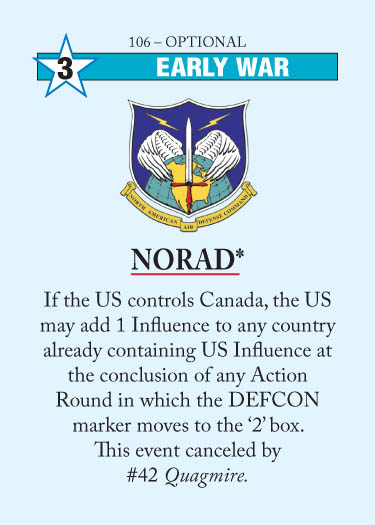 106 – OPTIONAL
3
EARLY WAR
NORTH AMERICAN
AIR
DEFENSE COMMAND
NORAD*
If the US controls Canada, the US
may add 1 Influence to any country
already containing US Influence at
the conclusion of any Action
Round in which the DEFCON
marker moves to the ‘2’ box.
This event canceled by
#42 Quagmire.